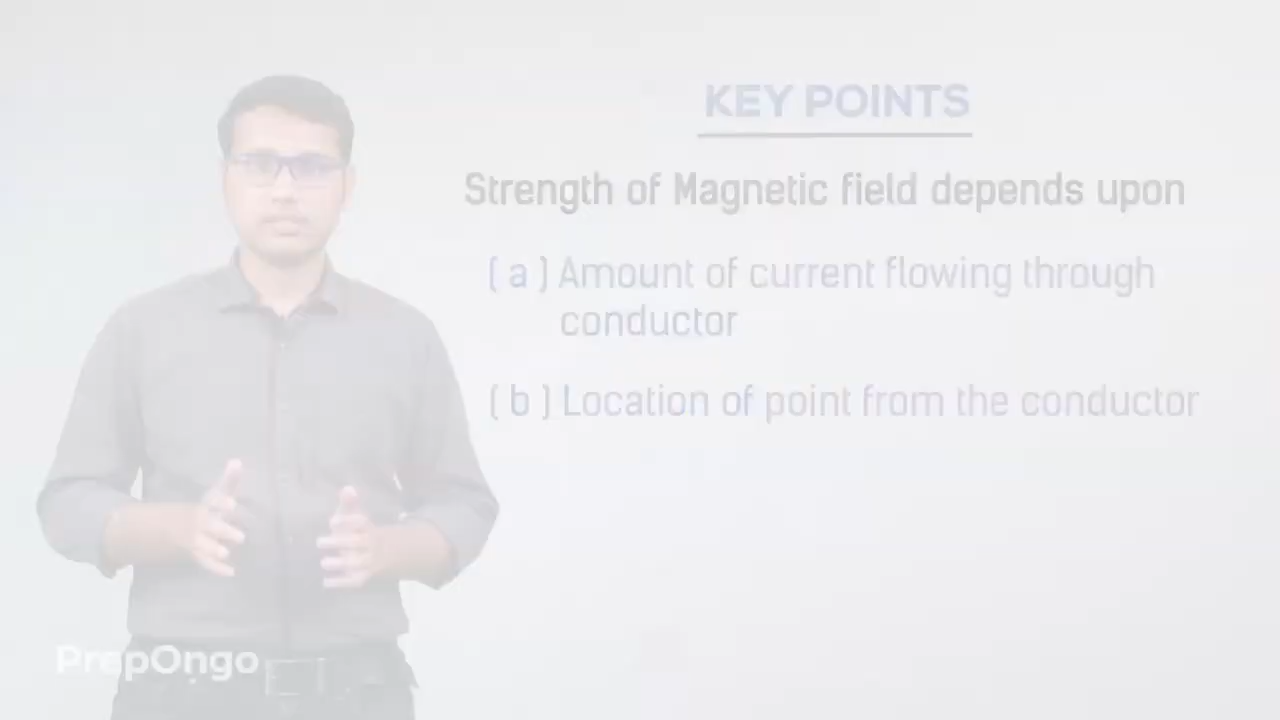 KEY POINTS
Strength of Magnetic field depends upon
( a ) Amount of current flowing through
conductor
( b ) Location of point from the conductor
PrepOngo